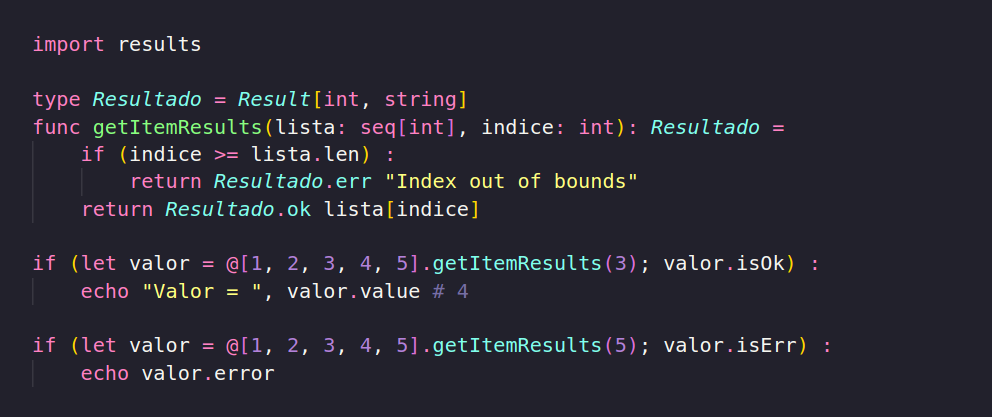 import results
type Resultado = Result[int, string]
func getItemResults(lista: seq[int], indice: int): Resultado =
    if (indice >= lista.len) :
        return Resultado.err "Index out of bounds"
    return Resultado.ok lista[indice]
if (let valor = @[1, 2, 3, 4, 5].getItemResults(3); valor.isOk) :
    echo "Valor = ", valor.value # 4
if (let valor = @[1, 2, 3, 4, 5].getItemResults(5); valor.isErr) :
    echo valor.error